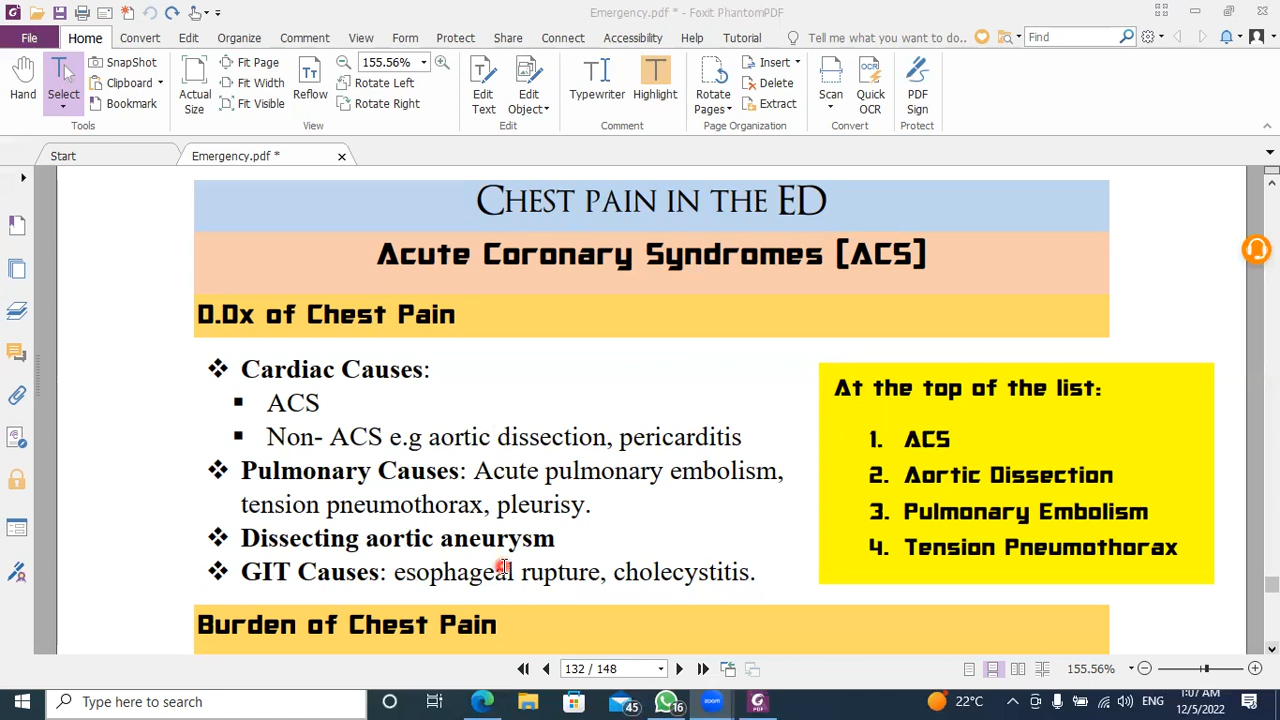 Emergency.pdf * - Foxit PhantomPDF
File Home Convert Edit Organize Comment View Form Protect Share Connect Accessibility Help Tutorial Tell me what you want to do.. Find
Hand
Select
SnapShot
Clipboard
Bookmark
Tools
Actual Size
Fit Page
Fit Width
Fit Visible
Reflow
155.56%
Rotate Left
Rotate Right
View
Edit Text
Edit Object
Edit
Typewriter
Highlight
Comment
Rotate Pages
Insert
Delete
Extract
Page Organization
Scan
Quick OCR
Convert
PDF Sign
Protect
Start
Emergency.pdf *
CHEST PAIN IN THE ED
Acute Coronary Syndromes [ACS]
D.Dx of Chest Pain
❖ Cardiac Causes:
▪ ACS
▪ Non- ACS e.g aortic dissection, pericarditis
❖ Pulmonary Causes: Acute pulmonary embolism,
tension pneumothorax, pleurisy.
❖ Dissecting aortic aneurysm
❖ GIT Causes: esophageal rupture, cholecystitis.
At the top of the list:
1. ACS
2. Aortic Dissection
3. Pulmonary Embolism
4. Tension Pneumothorax
Burden of Chest Pain
132 / 148
155.56%
Type here to search
45
16
zoom
PDF
22°C
ENG
1:07 AM
12/5/2022